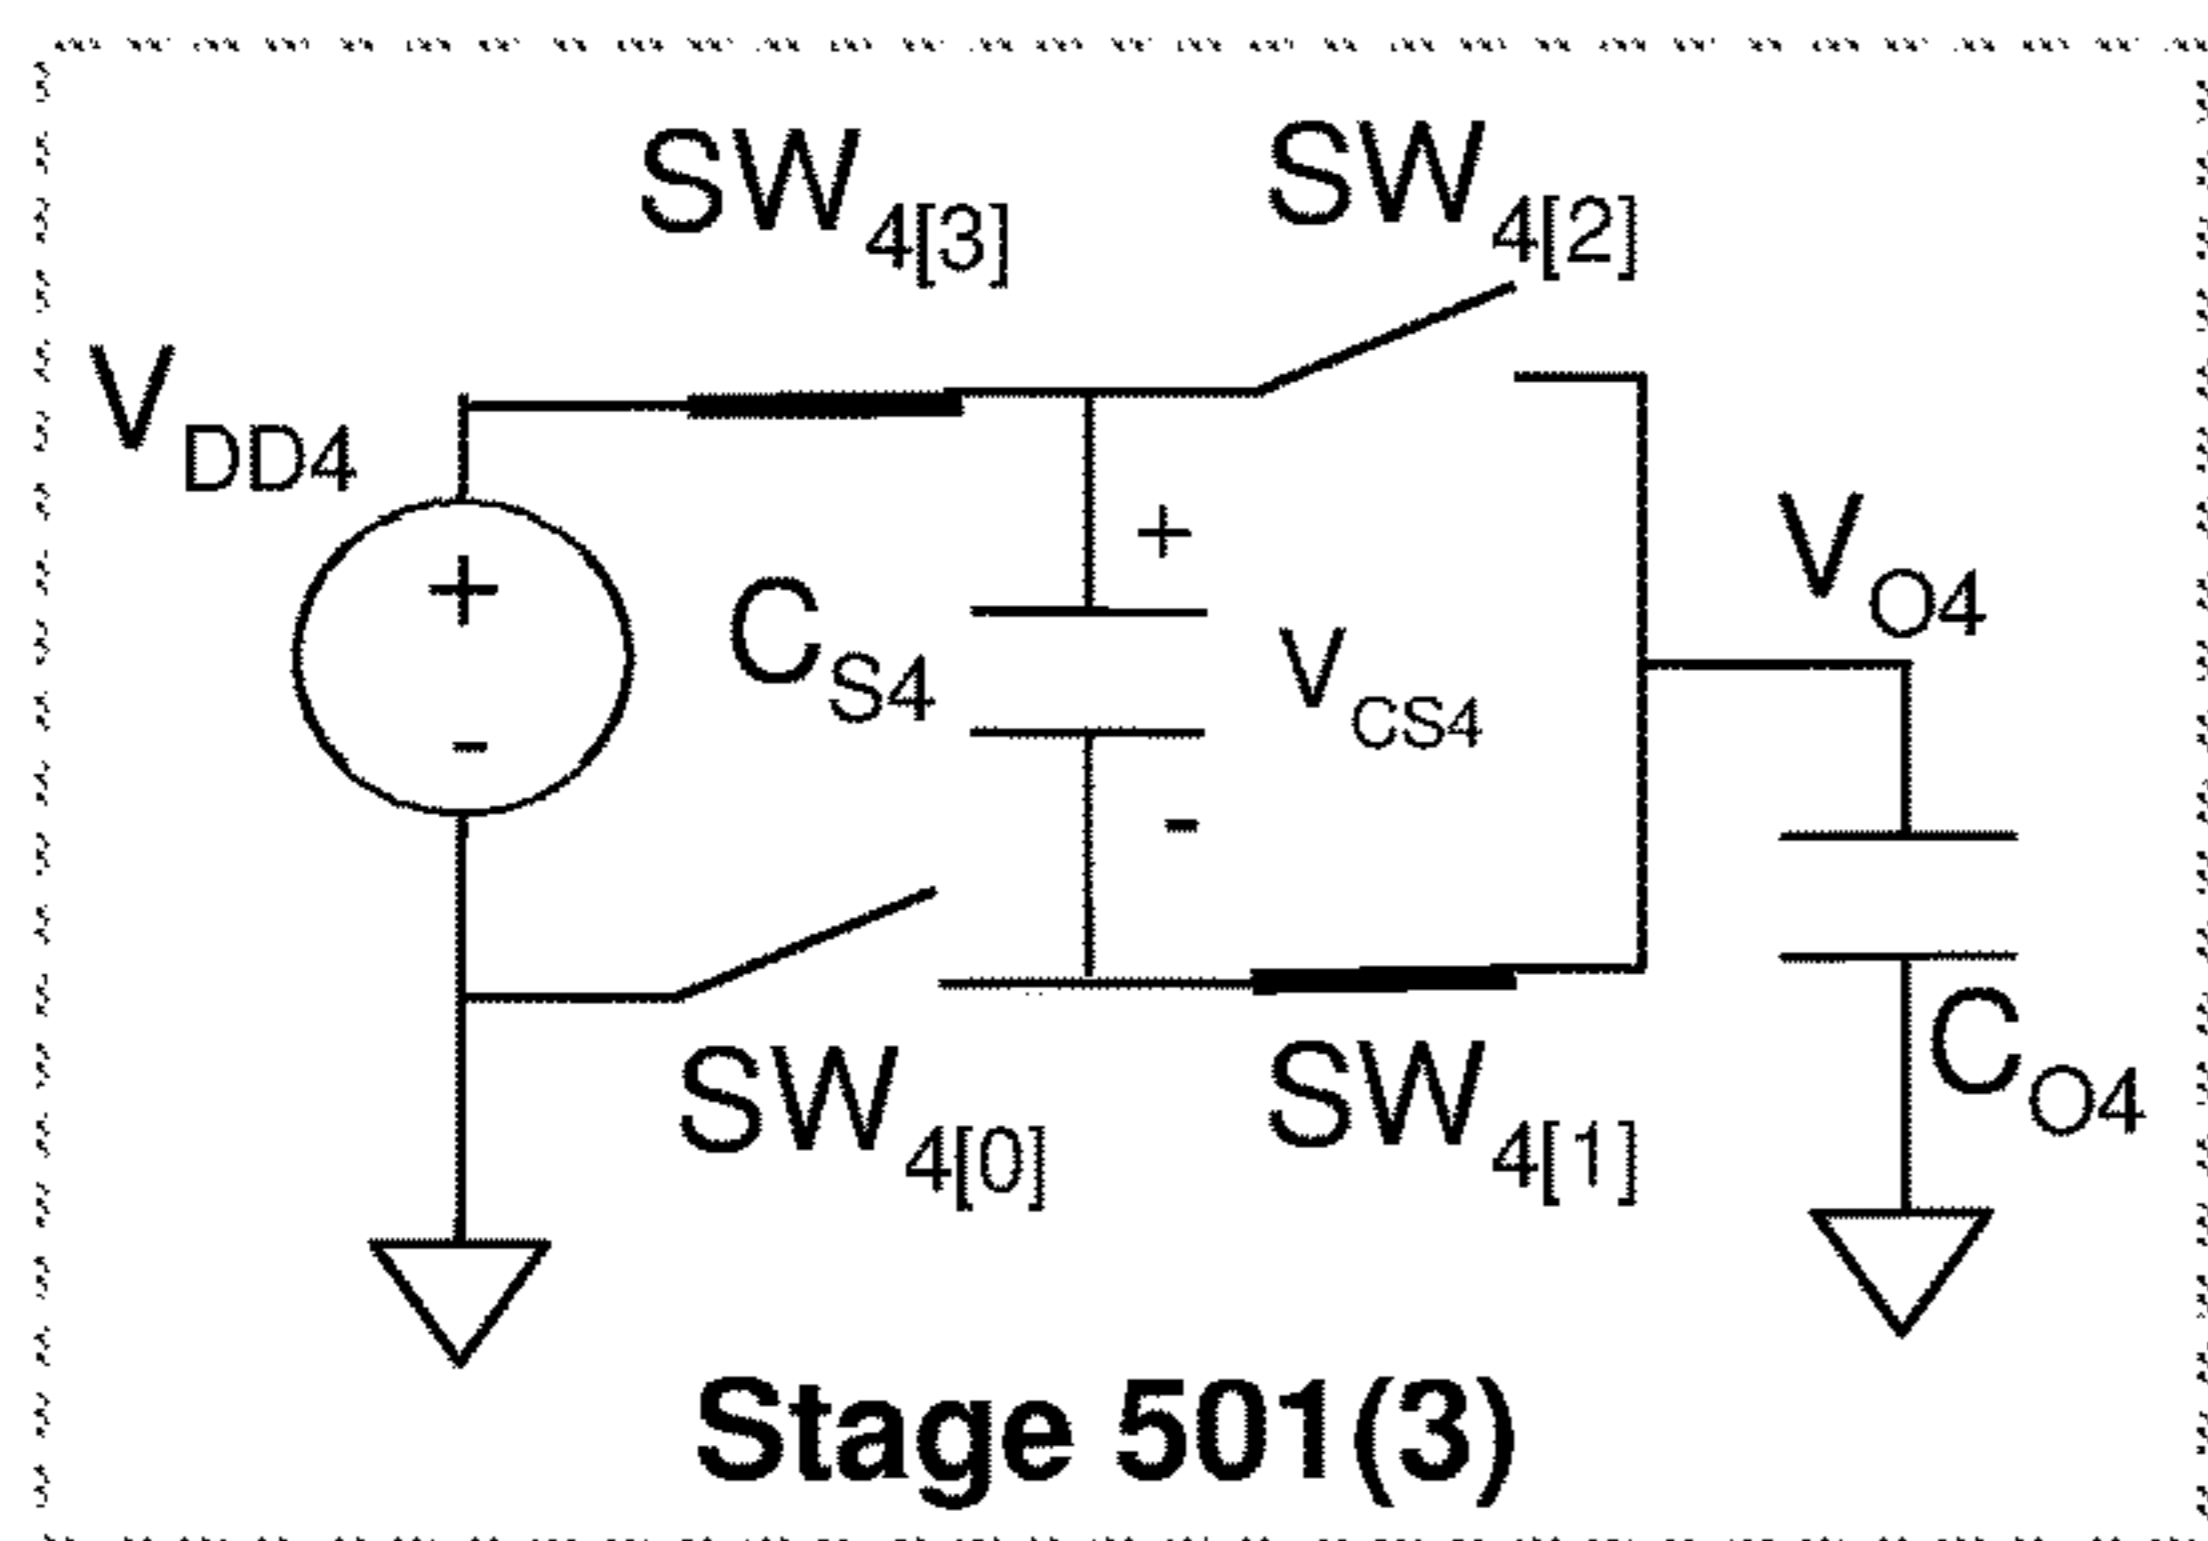 SW4[3]
SW4[2]
VDD4
+
-
CS4
+
VCS4
-
VO4
CO4
SW4[0]
SW4[1]
Stage 501(3)